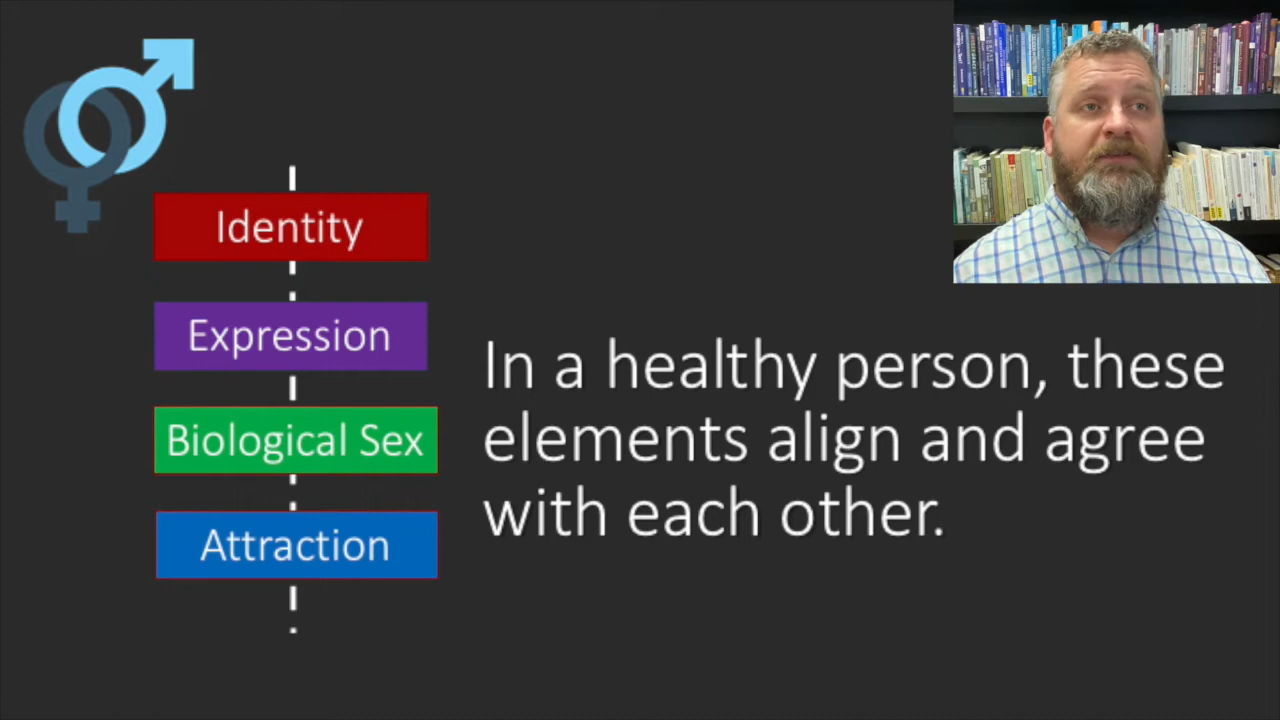 Identity
Expression
Biological Sex
Attraction
In a healthy person, these
elements align and agree
with each other.